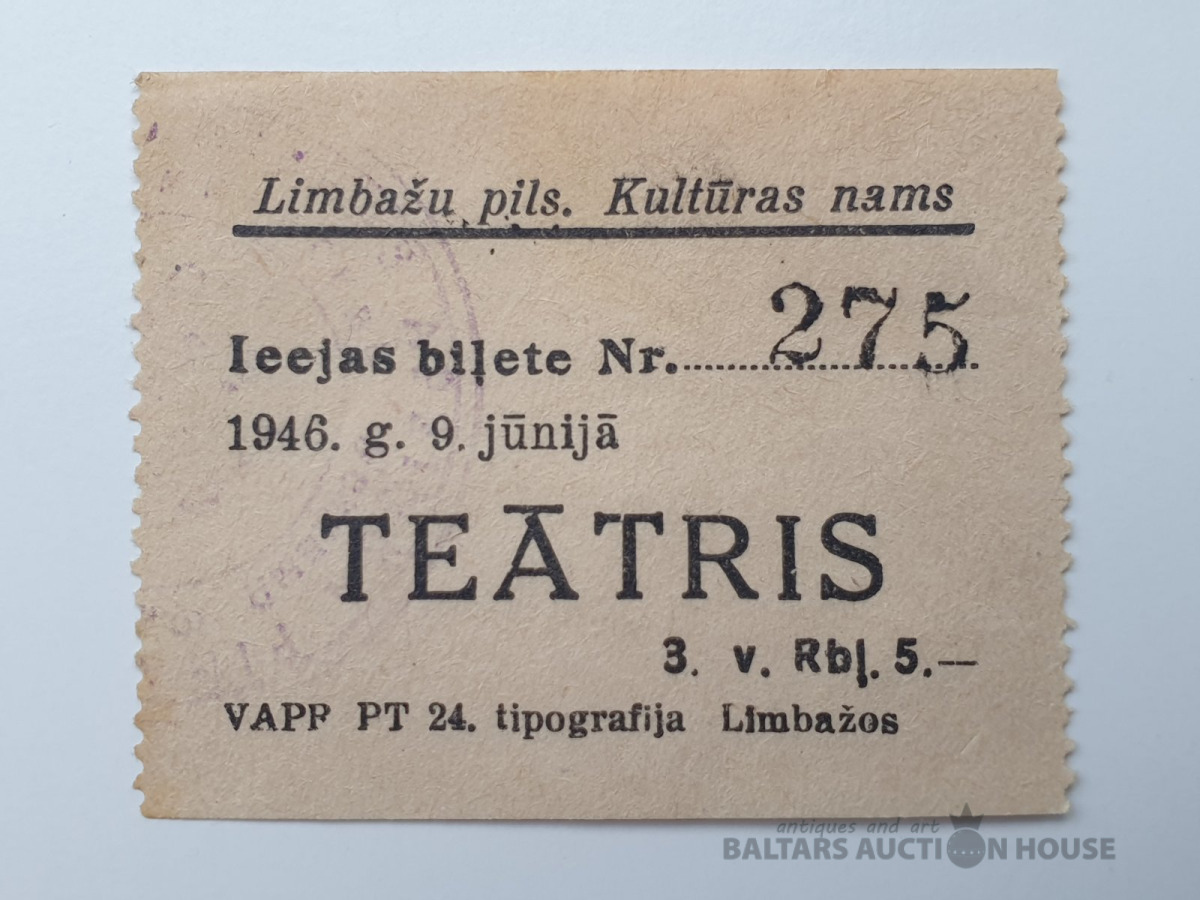 Limbažu pils. Kultūras nams
Ieejas biļete Nr. 275
1946. g. 9. jūnijā
TEĀTRIS
3. v. Rbļ. 5.—
VAPP PT 24. tipografija Limbažos
antiques and art
BALTARS AUCTION HOUSE